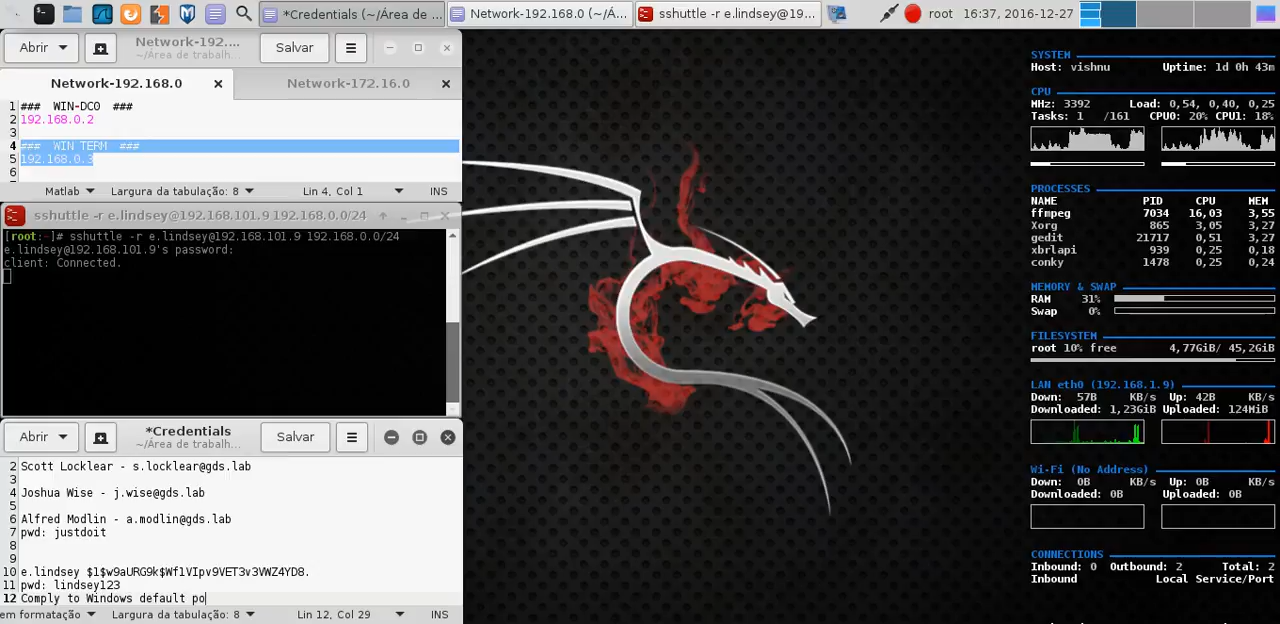 *Credentials (~/Área de ...
Network-192.168.0 (~/Á...
sshuttle -r e.lindsey@19...
root 16:37, 2016-12-27
Abrir
Network-192....
~/Área de trabalh...
Salvar
Network-192.168.0
Network-172.16.0
1 ### WIN-DC0 ###
2 192.168.0.2
3
4 ### WIN TERM ###
5 192.168.0.3
6
Matlab Largura da tabulação: 8 Lin 4, Col 1 INS
sshuttle -r e.lindsey@192.168.101.9 192.168.0.0/24
[root:~]# sshuttle -r e.lindsey@192.168.101.9 192.168.0.0/24
e.lindsey@192.168.101.9's password:
client: Connected.
Abrir
*Credentials
~/Área de trabalh...
Salvar
2 Scott Locklear - s.locklear@gds.lab
3
4 Joshua Wise - j.wise@gds.lab
5
6 Alfred Modlin - a.modlin@gds.lab
7 pwd: justdoit
8
9
10 e.lindsey $1$w9aURG9k$Wf1VIpv9VET3v3VWZ4YD8.
11 pwd: lindsey123
12 Comply to Windows default po
em formatação Largura da tabulação: 8 Lin 12, Col 29 INS
SYSTEM
Host: vishnu Uptime: 1d 0h 43m
CPU
MHz: 3392 Load: 0,54, 0,40, 0,25
Tasks: 1 /161 CPU0: 20% CPU1: 18%
PROCESSES
NAME PID CPU MEM
ffmpeg 7034 16,03 3,55
Xorg 865 3,05 3,27
gedit 21717 0,51 3,27
xbrlapi 939 0,25 0,18
conky 1478 0,25 0,24
MEMORY & SWAP
RAM 31%
Swap 0%
FILESYSTEM
root 10% free 4,77GiB/ 45,2GiB
LAN eth0 (192.168.1.9)
Down: 57B KB/s Up: 42B KB/s
Downloaded: 1,23GiB Uploaded: 124MiB
Wi-Fi (No Address)
Down: 0B KB/s Up: 0B KB/s
Downloaded: 0B Uploaded: 0B
CONNECTIONS
Inbound: 0 Outbound: 2 Total: 2
Inbound Local Service/Port